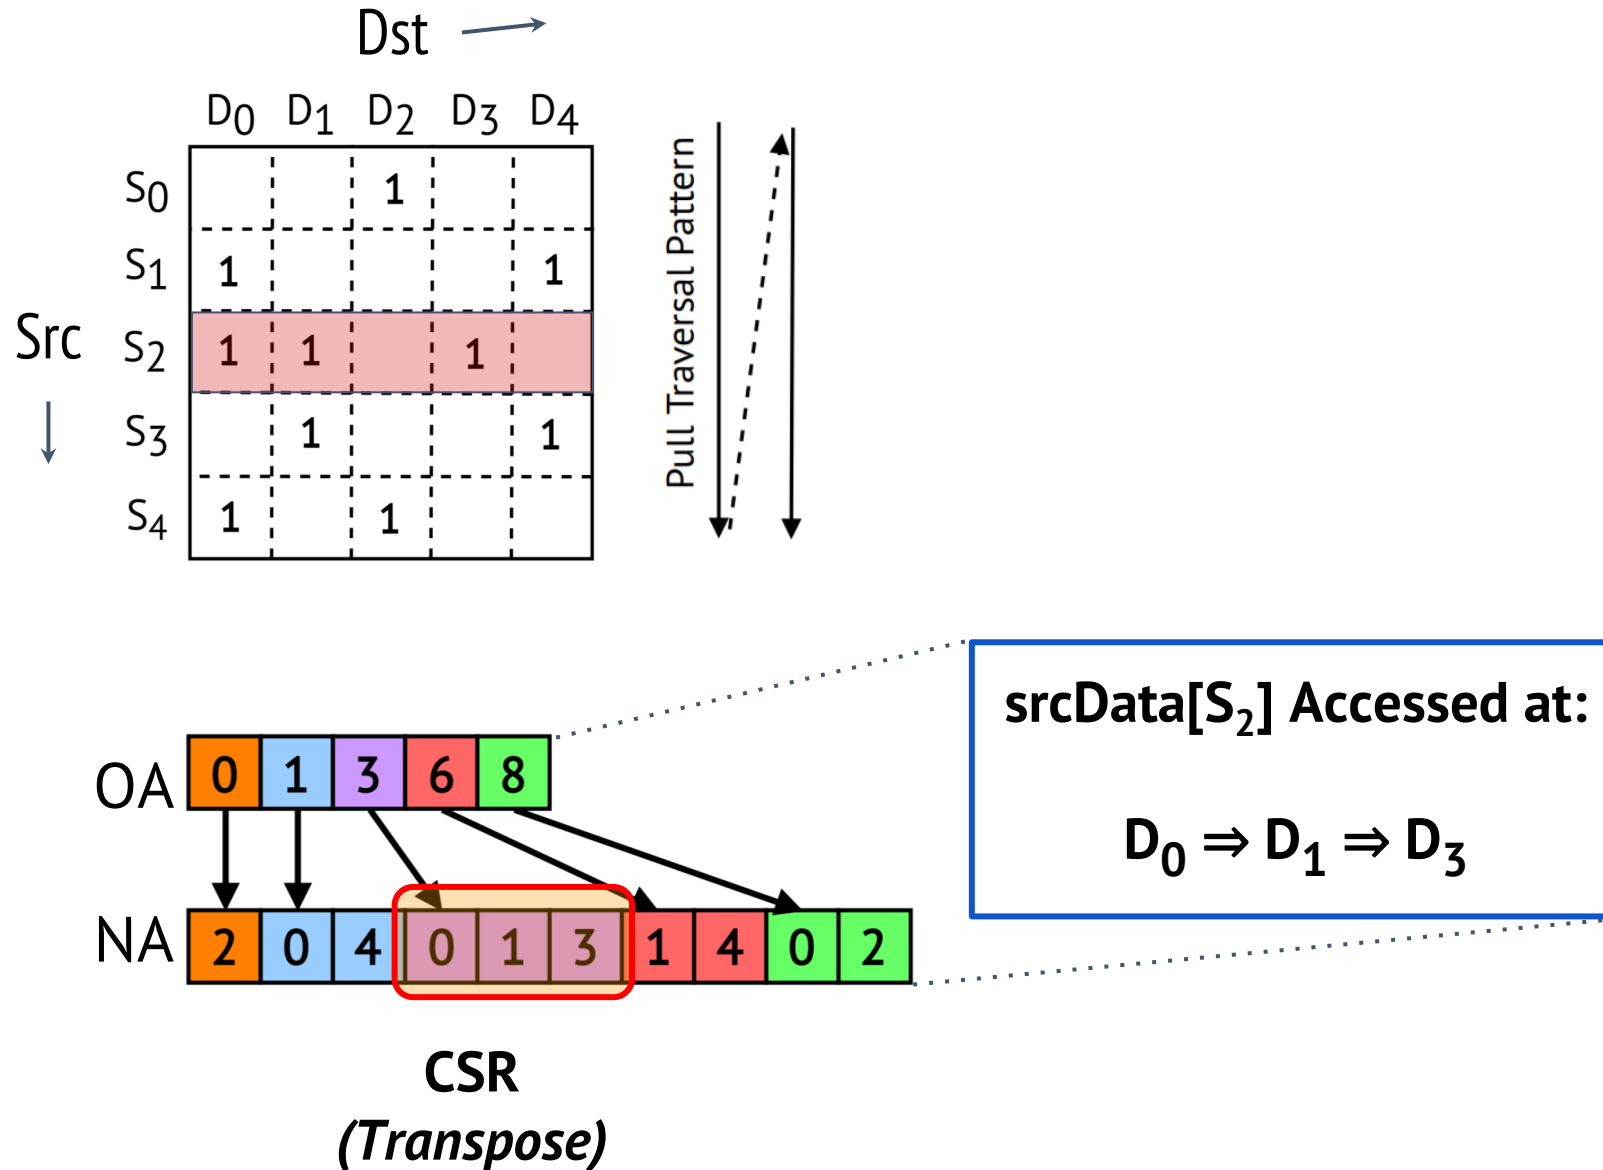 Dst
D0 D1 D2 D3 D4
S0 1
S1 1 1
Src
S2 1 1 1
S3 1 1
S4 1 1
Pull Traversal Pattern
srcData[S2] Accessed at:
D0 ⇒ D1 ⇒ D3
OA 0 1 3 6 8
NA 2 0 4 0 1 3 1 4 0 2
CSR
(Transpose)